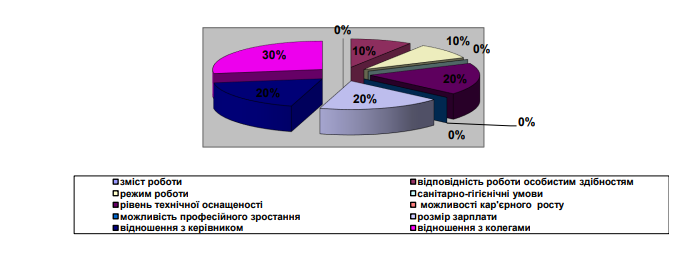 0%
10%
10%
0%
30%
20%
20%
20%
0%
0%
зміст роботи
відповідність роботи особистим здібностям
режим роботи
санітарно-гігієнічні умови
рівень технічної оснащеності
можливості кар'єрного росту
можливість професійного зростання
розмір зарплати
відношення з керівником
відношення з колегами